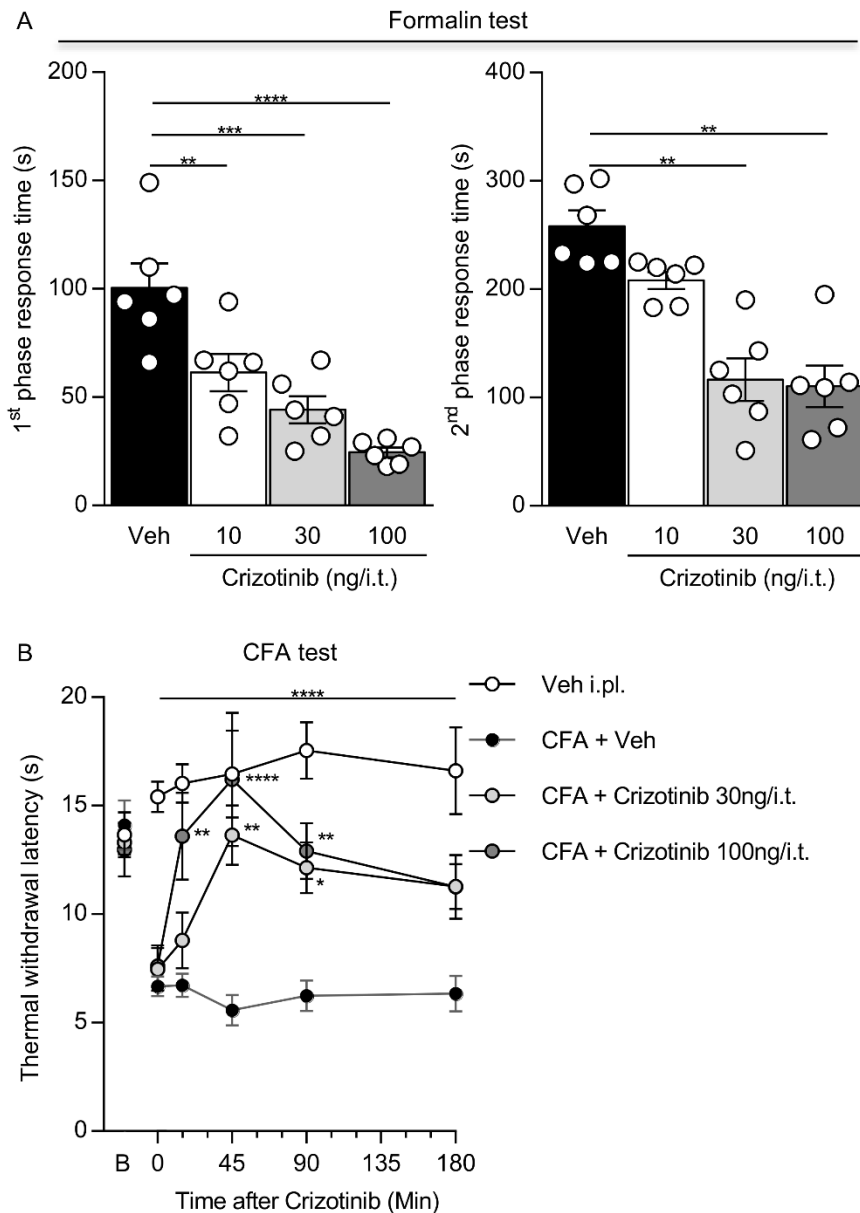 A
Formalin test
1st phase response time (s)
200
150
100
50
0
****
***
**
Veh
10
30
100
Crizotinib (ng/i.t.)
2nd phase response time (s)
400
300
200
100
0
**
**
Veh
10
30
100
Crizotinib (ng/i.t.)
B
CFA test
Thermal withdrawal latency (s)
20
15
10
5
0
****
****
**
**
**
*
B
0
45
90
135
180
Time after Crizotinib (Min)
Veh i.pl.
CFA + Veh
CFA + Crizotinib 30ng/i.t.
CFA + Crizotinib 100ng/i.t.